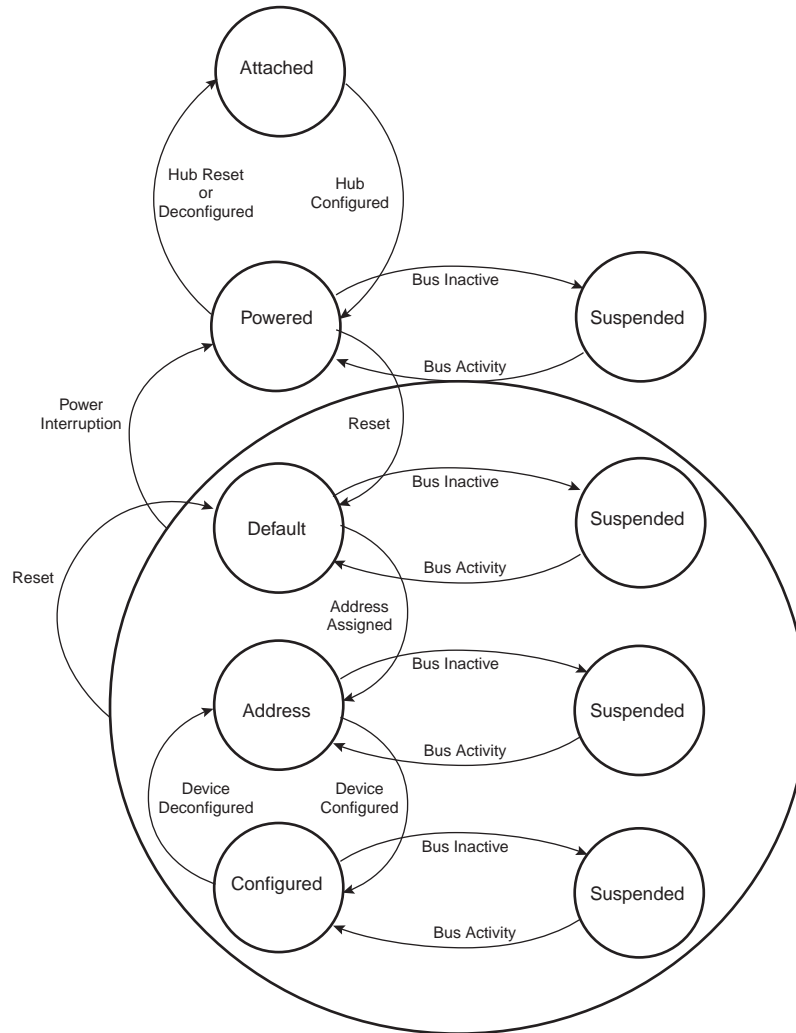 Attached
Hub Reset
or
Deconfigured
Hub
Configured
Bus Inactive
Powered
Suspended
Bus Activity
Power
Interruption
Reset
Bus Inactive
Default
Suspended
Bus Activity
Reset
Address
Assigned
Bus Inactive
Address
Suspended
Bus Activity
Device
Deconfigured
Device
Configured
Bus Inactive
Configured
Suspended
Bus Activity